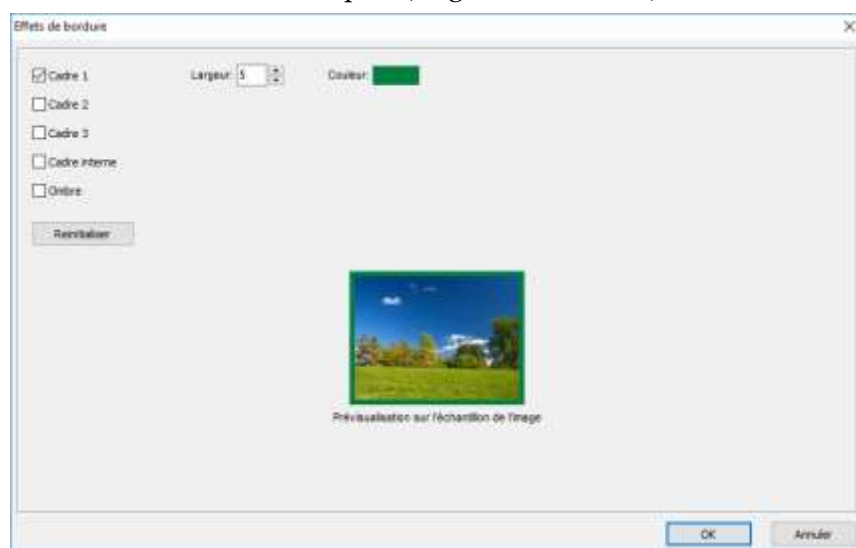 Effets de bordure
Cadre 1 Largeur: 5 Couleur:
Cadre 2
Cadre 3
Cadre interne
Ombre
Reinitialiser
Prévisualisation sur l'échantillon de l'image
OK Annuler